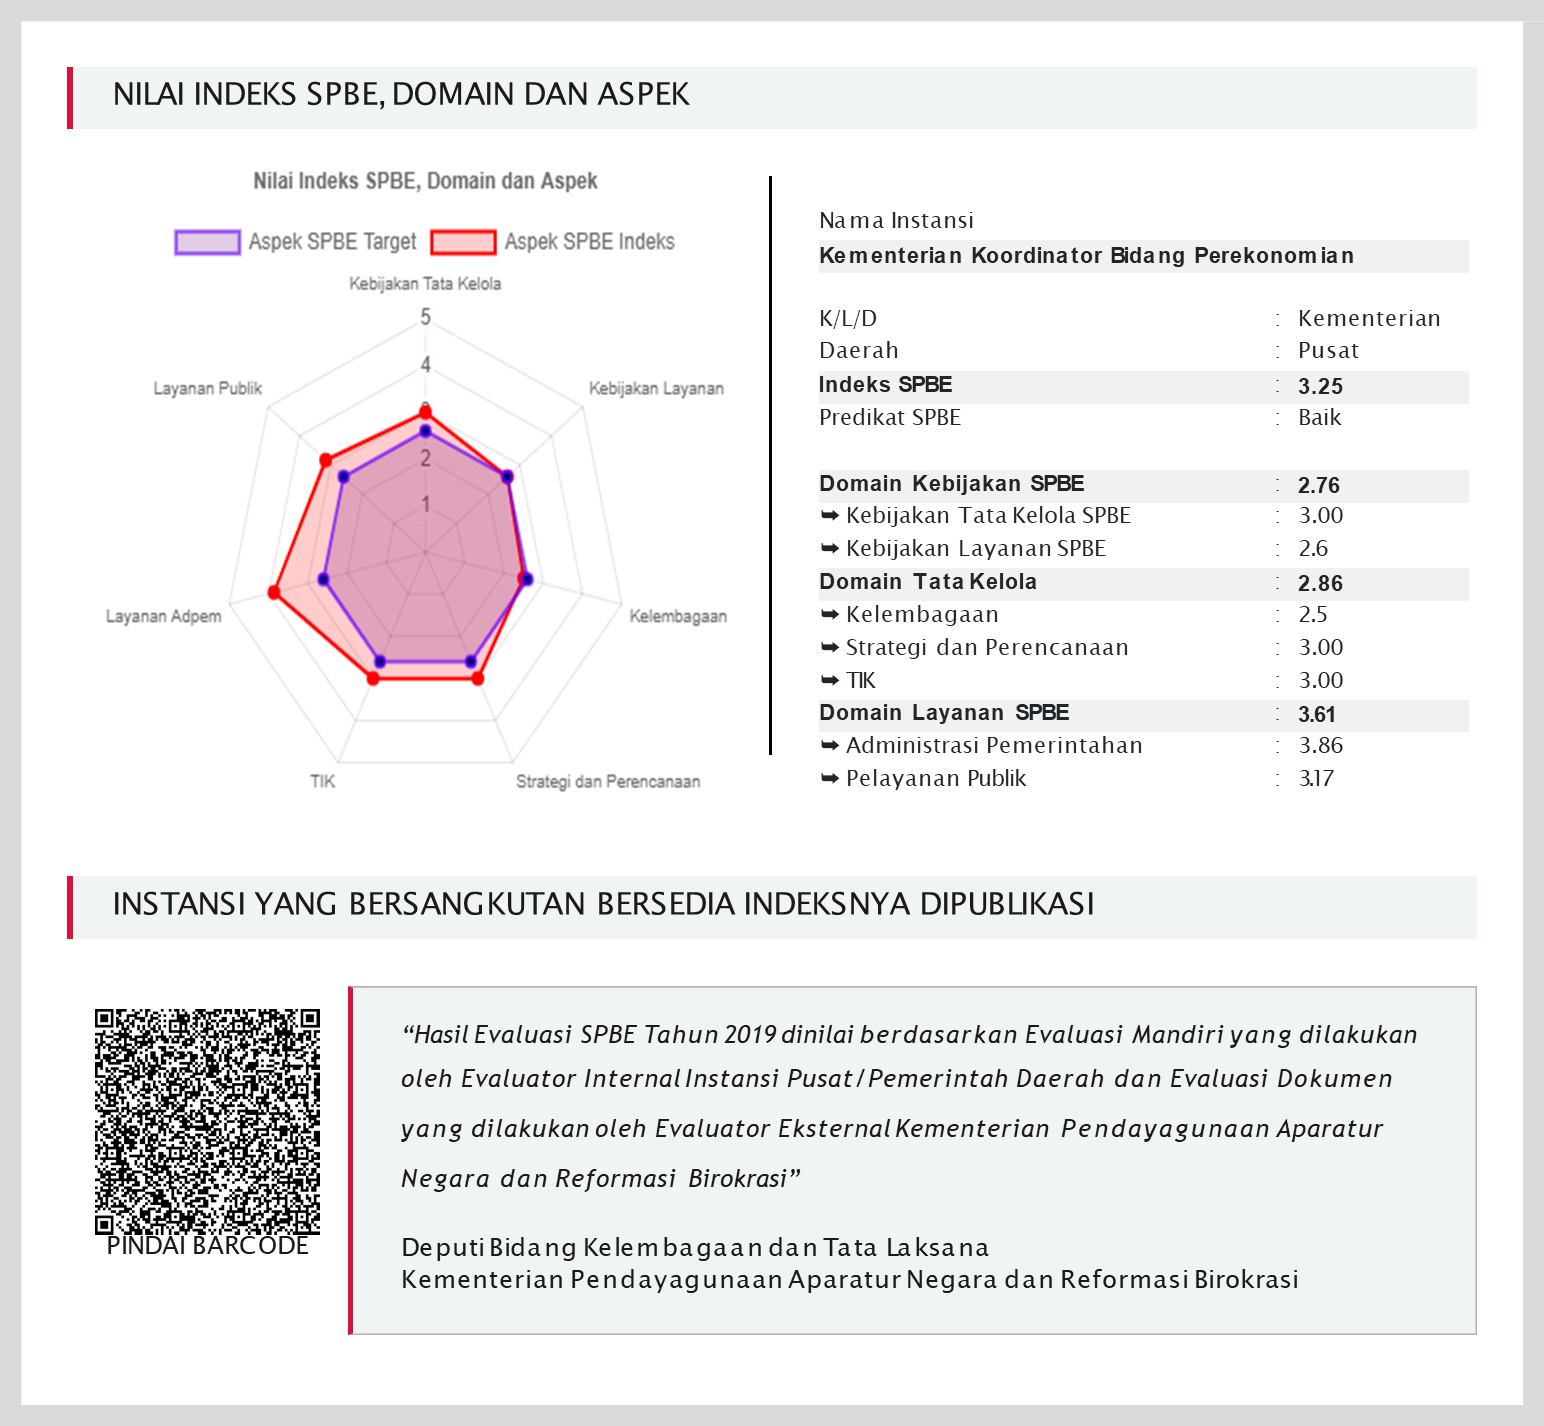 NILAI INDEKS SPBE, DOMAIN DAN ASPEK
Nilai Indeks SPBE, Domain dan Aspek
Aspek SPBE Target
Aspek SPBE Indeks
Kebijakan Tata Kelola
5
4
Layanan Publik
Kebijakan Layanan
2
1
Layanan Adpem
Kelembagaan
TIK
Strategi dan Perencanaan
Nama Instansi
Kementerian Koordinator Bidang Perekonomian
K/L/D : Kementerian
Daerah : Pusat
Indeks SPBE : 3.25
Predikat SPBE : Baik
Domain Kebijakan SPBE : 2.76
➥ Kebijakan Tata Kelola SPBE : 3.00
➥ Kebijakan Layanan SPBE : 2.6
Domain Tata Kelola : 2.86
➥ Kelembagaan : 2.5
➥ Strategi dan Perencanaan : 3.00
➥ TIK : 3.00
Domain Layanan SPBE : 3.61
➥ Administrasi Pemerintahan : 3.86
➥ Pelayanan Publik : 3.17
INSTANSI YANG BERSANGKUTAN BERSEDIA INDEKSNYA DIPUBLIKASI
PINDAI BARCODE
“Hasil Evaluasi SPBE Tahun 2019 dinilai berdasarkan Evaluasi Mandiri yang dilakukan
oleh Evaluator Internal Instansi Pusat/Pemerintah Daerah dan Evaluasi Dokumen
yang dilakukan oleh Evaluator Eksternal Kementerian Pendayagunaan Aparatur
Negara dan Reformasi Birokrasi”
Deputi Bidang Kelembagaan dan Tata Laksana
Kementerian Pendayagunaan Aparatur Negara dan Reformasi Birokrasi